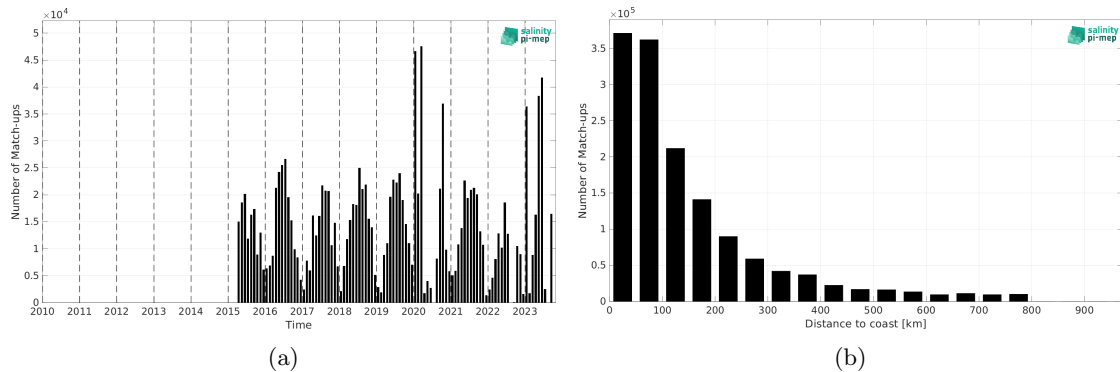 ×10⁴
5
4.5
4
3.5
3
2.5
2
1.5
1
0.5
0
Number of Match-ups
2010 2011 2012 2013 2014 2015 2016 2017 2018 2019 2020 2021 2022 2023
Time
salinity
pi-mep
(a)
×10⁵
3.5
3
2.5
2
1.5
1
0.5
0
Number of Match-ups
0 100 200 300 400 500 600 700 800 900
Distance to coast [km]
salinity
pi-mep
(b)